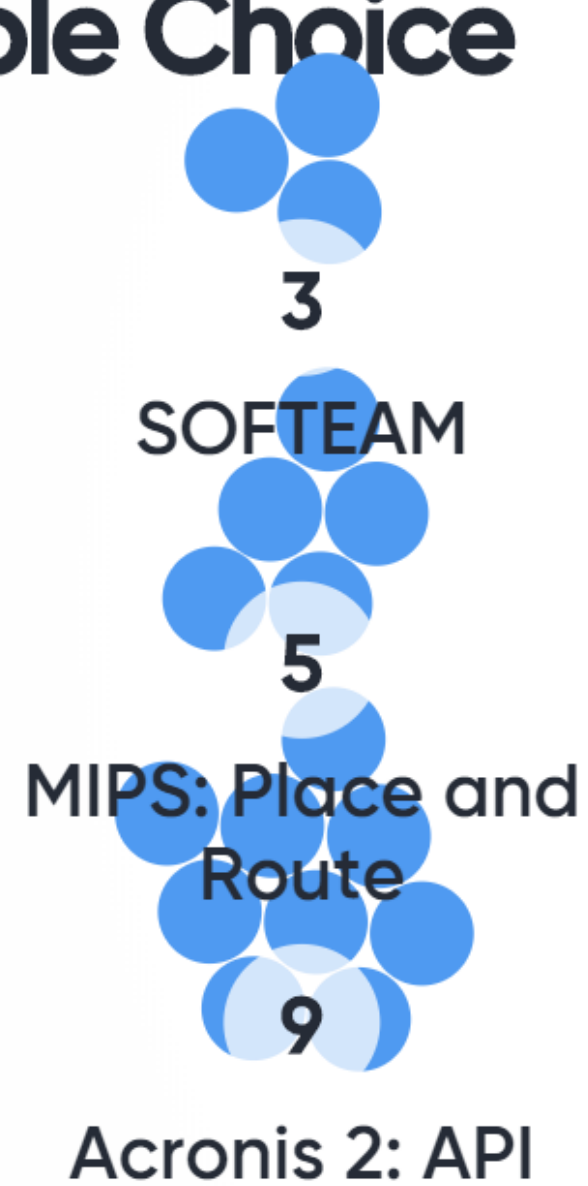 ple Choice
3
SOFTEAM
5
MIPS: Place and
Route
9
Acronis 2: API